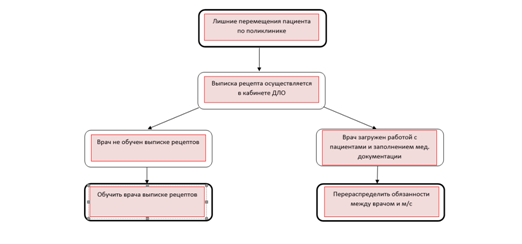 Лишние перемещения пациента
по поликлинике
Выписка рецепта осуществляется
в кабинете ДЛО
Врач не обучен выписке рецептов
Врач загружен работой с
пациентами и заполнением мед.
документации
Обучить врача выписке рецептов
Перераспределить обязанности
между врачом и м/с